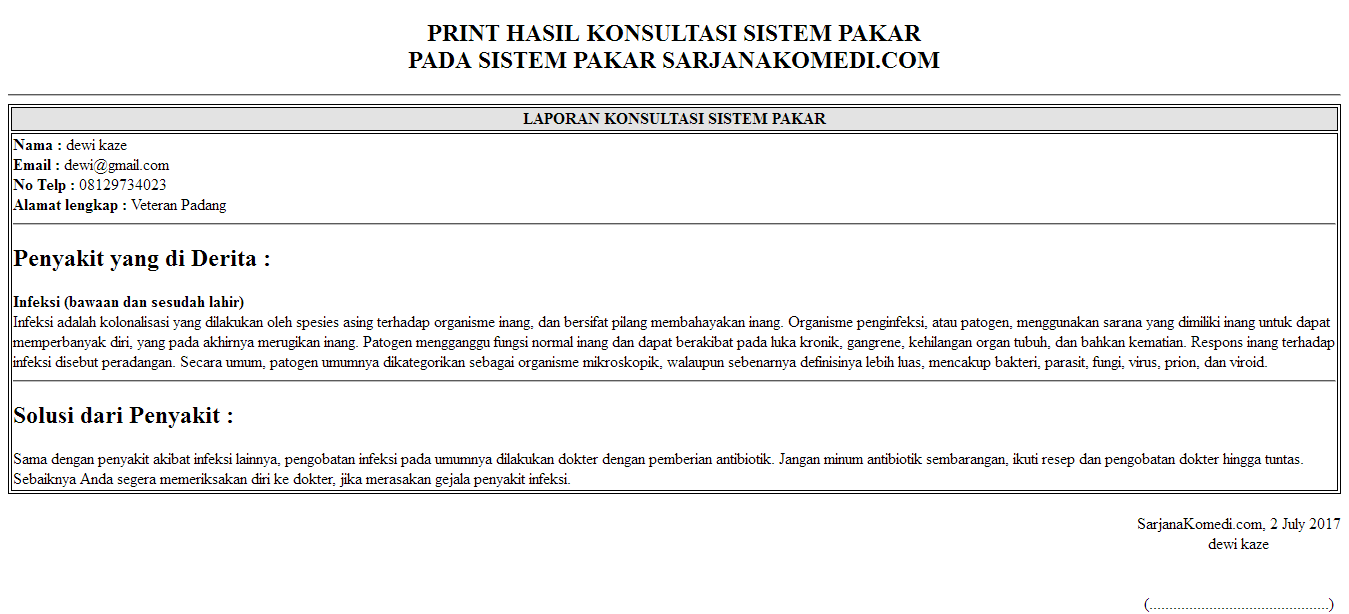 PRINT HASIL KONSULTASI SISTEM PAKAR
PADA SISTEM PAKAR SARJANAKOMEDI.COM
LAPORAN KONSULTASI SISTEM PAKAR
Nama : dewi kaze
Email : dewi@gmail.com
No Telp : 08129734023
Alamat lengkap : Veteran Padang
Penyakit yang di Derita :
Infeksi (bawaan dan sesudah lahir)
Infeksi adalah kolonalisasi yang dilakukan oleh spesies asing terhadap organisme inang, dan bersifat pilang membahayakan inang. Organisme penginfeksi, atau patogen, menggunakan sarana yang dimiliki inang untuk dapat
memperbanyak diri, yang pada akhirnya merugikan inang. Patogen mengganggu fungsi normal inang dan dapat berakibat pada luka kronik, gangrene, kehilangan organ tubuh, dan bahkan kematian. Respons inang terhadap
infeksi disebut peradangan. Secara umum, patogen umumnya dikategorikan sebagai organisme mikroskopik, walaupun sebenarnya definisinya lebih luas, mencakup bakteri, parasit, fungi, virus, prion, dan viroid.
Solusi dari Penyakit :
Sama dengan penyakit akibat infeksi lainnya, pengobatan infeksi pada umumnya dilakukan dokter dengan pemberian antibiotik. Jangan minum antibiotik sembarangan, ikuti resep dan pengobatan dokter hingga tuntas.
Sebaiknya Anda segera memeriksakan diri ke dokter, jika merasakan gejala penyakit infeksi.
SarjanaKomedi.com, 2 July 2017
dewi kaze
(.............................................)